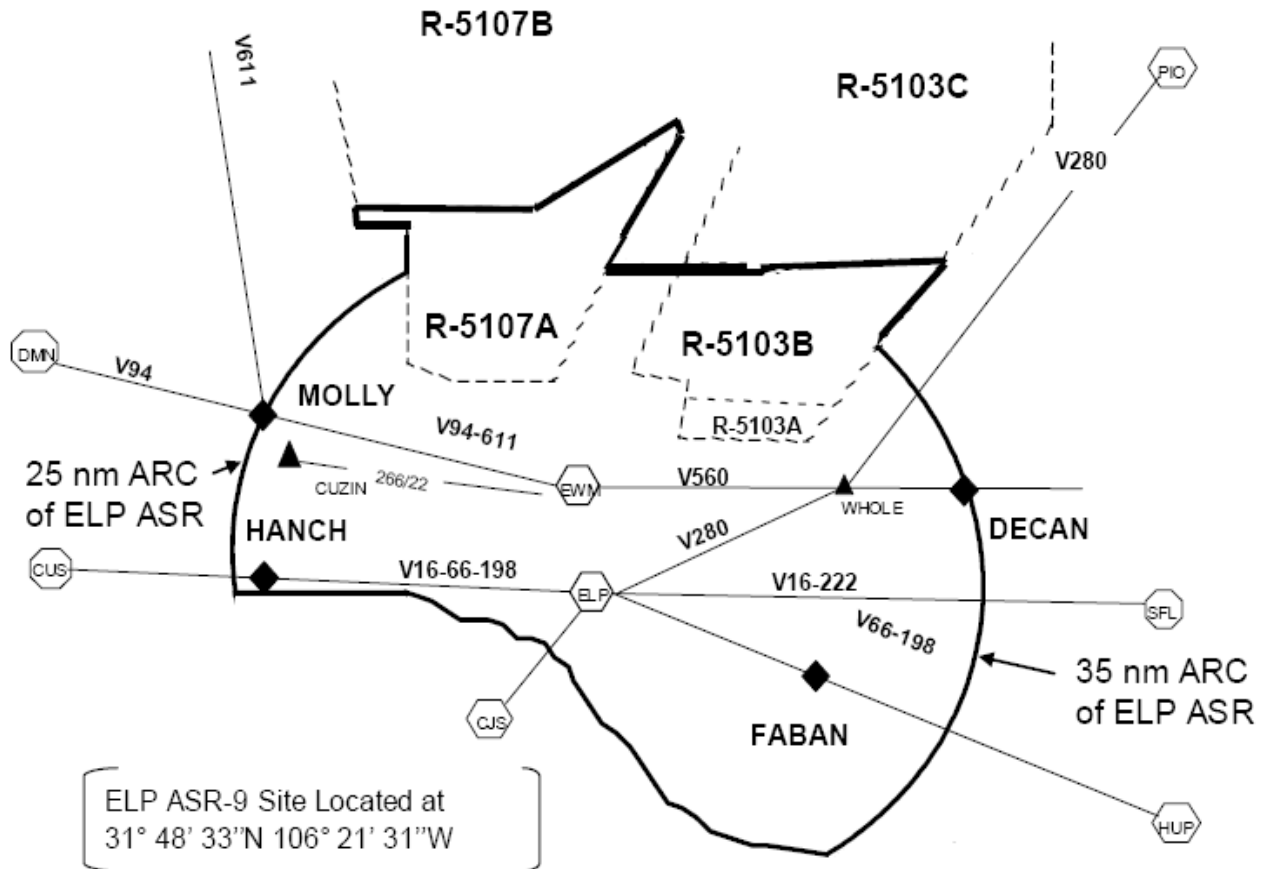 R-5107B
V611
R-5103C
PIO
V280
R-5107A
R-5103B
DMN
V94
MOLLY
V94-611
R-5103A
25 nm ARC
of ELP ASR
CUZIN
266/22
EWM
V560
WHOLE
DECAN
HANCH
V280
CUS
V16-66-198
ELP
V16-222
SFL
V66-198
35 nm ARC
of ELP ASR
CJS
FABAN
ELP ASR-9 Site Located at
31° 48’ 33”N 106° 21’ 31”W
HUP